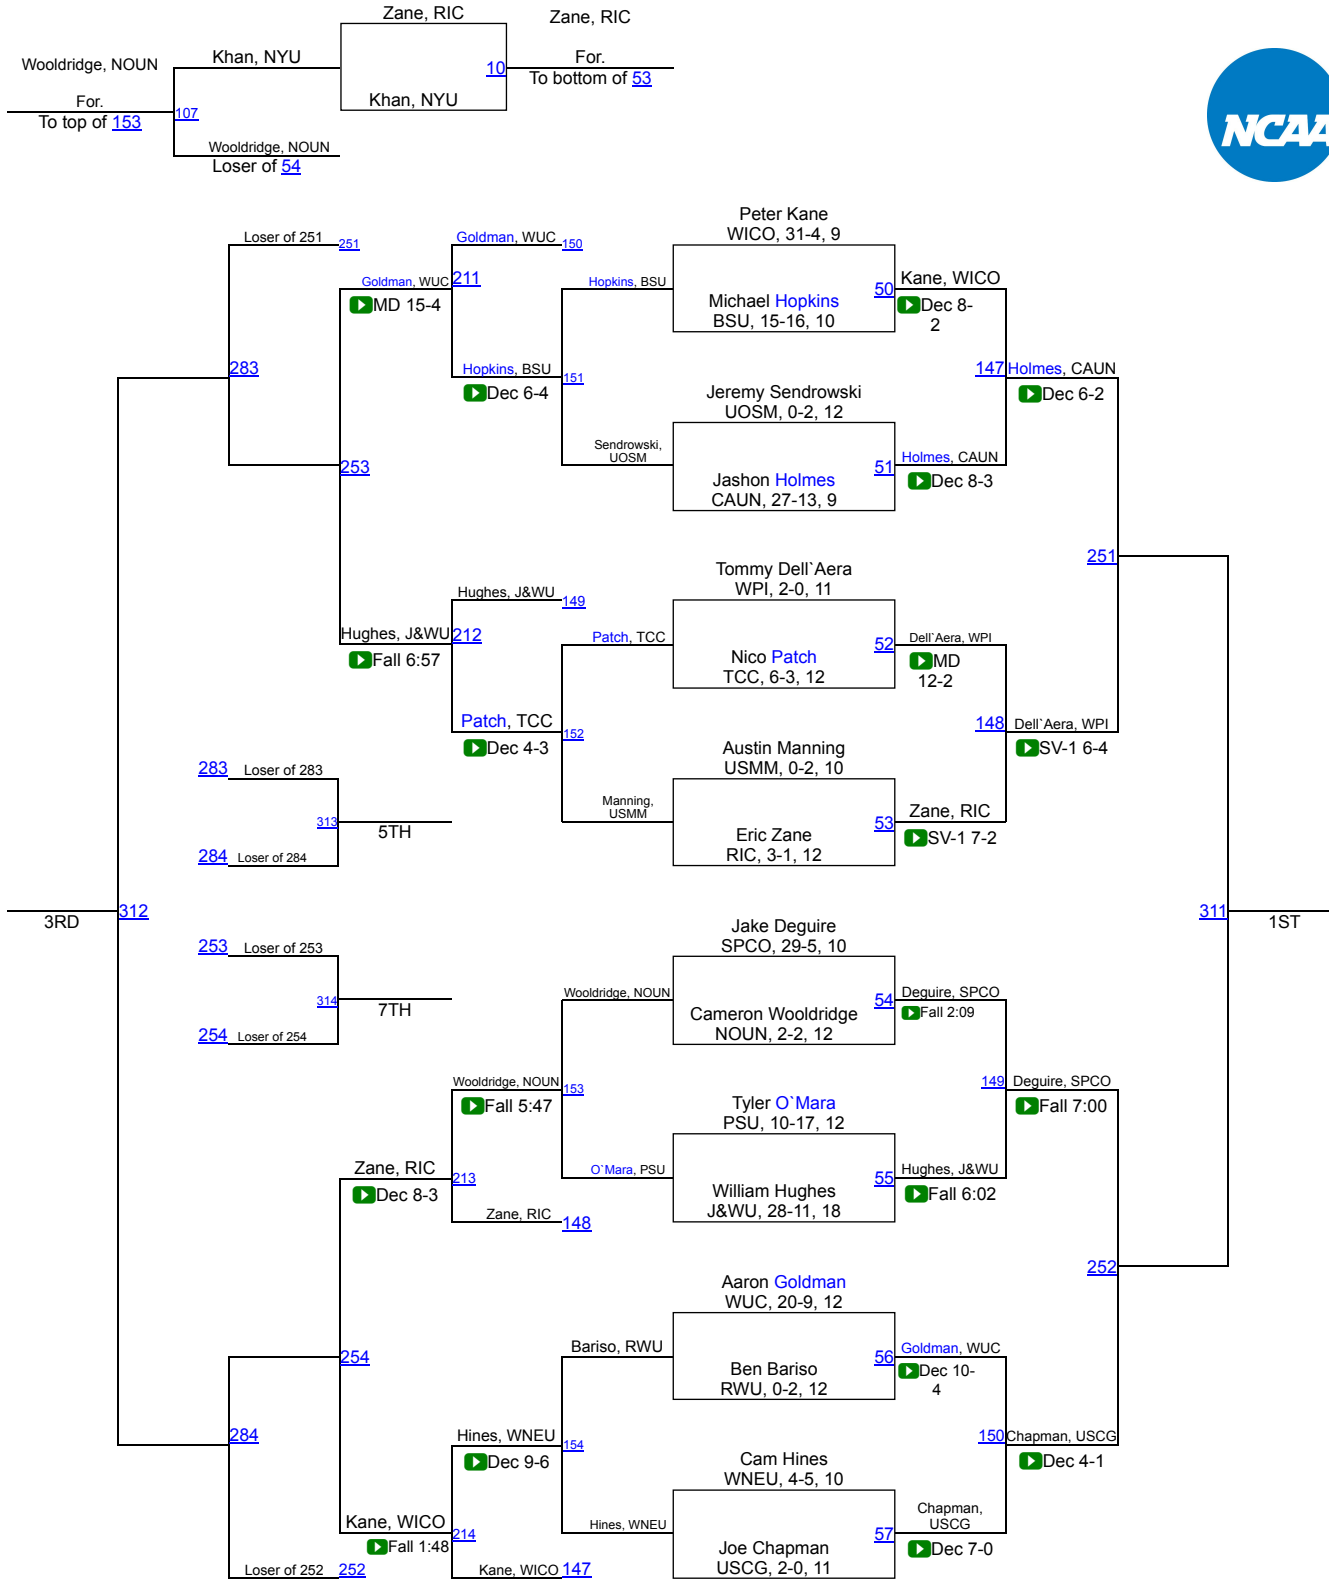 Zane, RIC
Zane, RIC
Wooldridge, NOUN
Khan, NYU
10
For.
To bottom of 53
For.
To top of 153
107
Khan, NYU
Wooldridge, NOUN
Loser of 54
NCAA
Peter Kane
WICO, 31-4, 9
Loser of 251
251
Goldman, WUC
150
Goldman, WUC
211
MD 15-4
Hopkins, BSU
Michael Hopkins
BSU, 15-16, 10
50
Kane, WICO
Dec 8-
2
283
Hopkins, BSU
Dec 6-4
151
Jeremy Sendrowski
UOSM, 0-2, 12
147
Holmes, CAUN
Dec 6-2
Sendrowski,
UOSM
253
Jashon Holmes
CAUN, 27-13, 9
51
Holmes, CAUN
Dec 8-3
251
Tommy Dell`Aera
WPI, 2-0, 11
Hughes, J&WU
149
Hughes, J&WU
212
Fall 6:57
Patch, TCC
Nico Patch
TCC, 6-3, 12
52
Dell`Aera, WPI
MD
12-2
Patch, TCC
Dec 4-3
152
Austin Manning
USMM, 0-2, 10
148
Dell`Aera, WPI
SV-1 6-4
283
Loser of 283
313
5TH
284
Loser of 284
Manning,
USMM
Eric Zane
RIC, 3-1, 12
53
Zane, RIC
SV-1 7-2
3RD
312
311
1ST
Jake Deguire
SPCO, 29-5, 10
253
Loser of 253
314
7TH
254
Loser of 254
Wooldridge, NOUN
Cameron Wooldridge
NOUN, 2-2, 12
54
Deguire, SPCO
Fall 2:09
Wooldridge, NOUN
Fall 5:47
153
Tyler O`Mara
PSU, 10-17, 12
149
Deguire, SPCO
Fall 7:00
Zane, RIC
Dec 8-3
213
O`Mara, PSU
William Hughes
J&WU, 28-11, 18
55
Hughes, J&WU
Fall 6:02
Zane, RIC
148
252
Aaron Goldman
WUC, 20-9, 12
254
Bariso, RWU
Ben Bariso
RWU, 0-2, 12
56
Goldman, WUC
Dec 10-
4
284
Hines, WNEU
Dec 9-6
154
Cam Hines
WNEU, 4-5, 10
150
Chapman, USCG
Dec 4-1
Kane, WICO
Fall 1:48
214
Hines, WNEU
Joe Chapman
USCG, 2-0, 11
57
Chapman,
USCG
Dec 7-0
Loser of 252
252
Kane, WICO
147